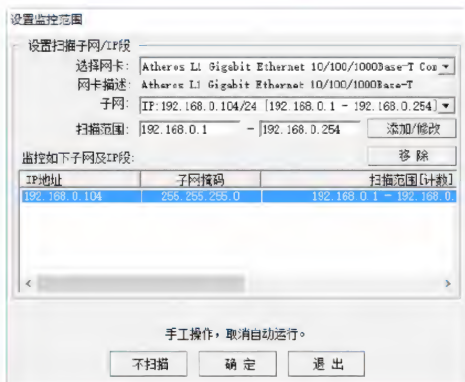 设置监控范围
设置扫描子网/IP段
选择网卡: Atheros L1 Gigabit Ethernet 10/100/1000Base-T Con
网卡描述: Atheros L1 Gigabit Ethernet 10/100/1000Base-T
子网: IP:192.168.0.104/24 [192.168.0.1 - 192.168.0.254]
扫描范围: 192.168.0.1 - 192.168.0.254 添加/修改
监控如下子网及IP段: 移 除
IP地址 子网掩码 扫描范围[计数]
192.168.0.104 255.255.255.0 192.168.0.1 - 192.168.0.
手工操作，取消自动运行。
不扫描 确 定 退 出